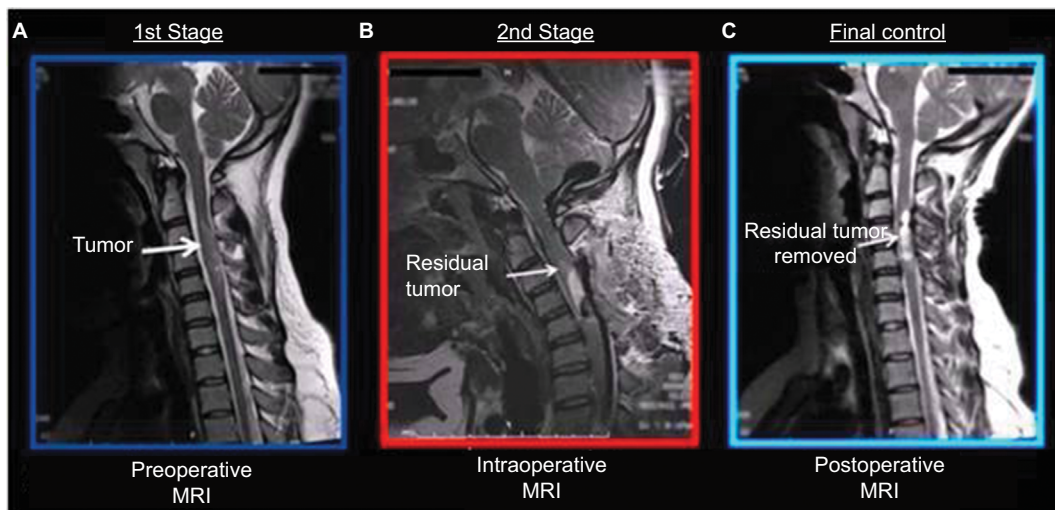 A
1st Stage
B
2nd Stage
C
Final control
Tumor
Residual
tumor
Residual tumor
removed
Preoperative
MRI
Intraoperative
MRI
Postoperative
MRI